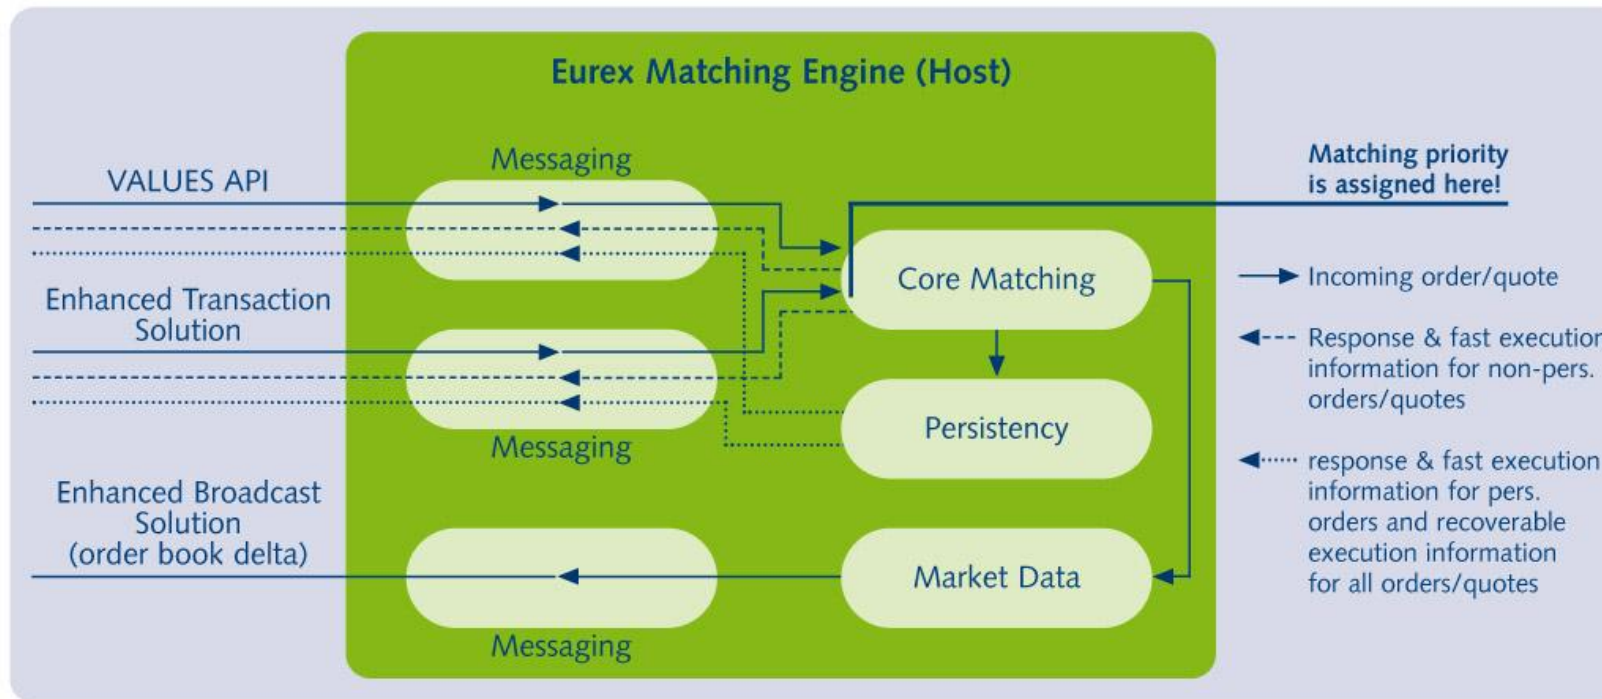 Eurex Matching Engine (Host)
Messaging
VALUES API
Matching priority
is assigned here!
Core Matching
Incoming order/quote
Enhanced Transaction
Solution
Response & fast execution
information for non-pers.
orders/quotes
Persistency
Messaging
response & fast execution
information for pers.
orders and recoverable
execution information
for all orders/quotes
Enhanced Broadcast
Solution
(order book delta)
Market Data
Messaging